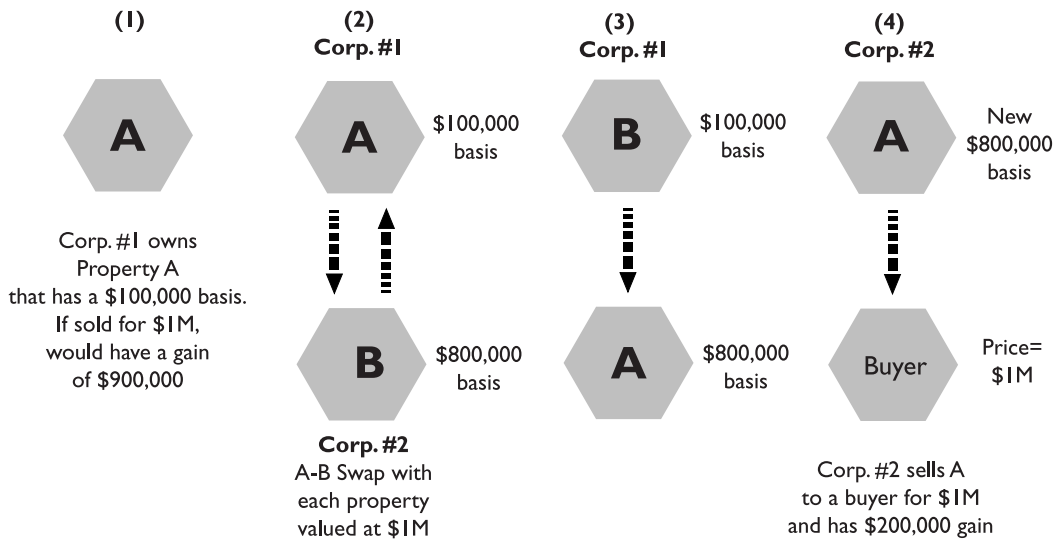 (1)
A
Corp. #1 owns
Property A
that has a $100,000 basis.
If sold for $1M,
would have a gain
of $900,000
(2)
Corp. #1
A
$100,000
basis
B
$800,000
basis
Corp. #2
A-B Swap with
each property
valued at $1M
(3)
Corp. #1
B
$100,000
basis
A
$800,000
basis
(4)
Corp. #2
A
New
$800,000
basis
Buyer
Price=
$1M
Corp. #2 sells A
to a buyer for $1M
and has $200,000 gain